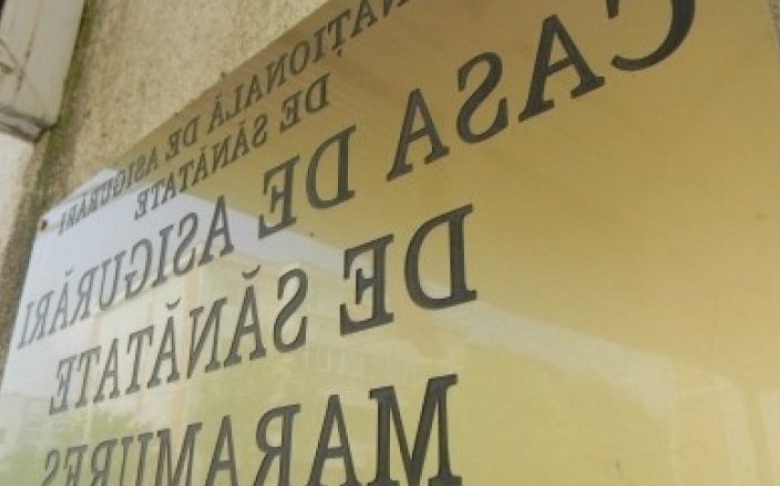 NAȚIONALĂ DE ASIGURĂRI
DE SĂNĂTATE
CASA DE ASIGURĂRI
DE SĂNĂTATE
MARAMUREȘ